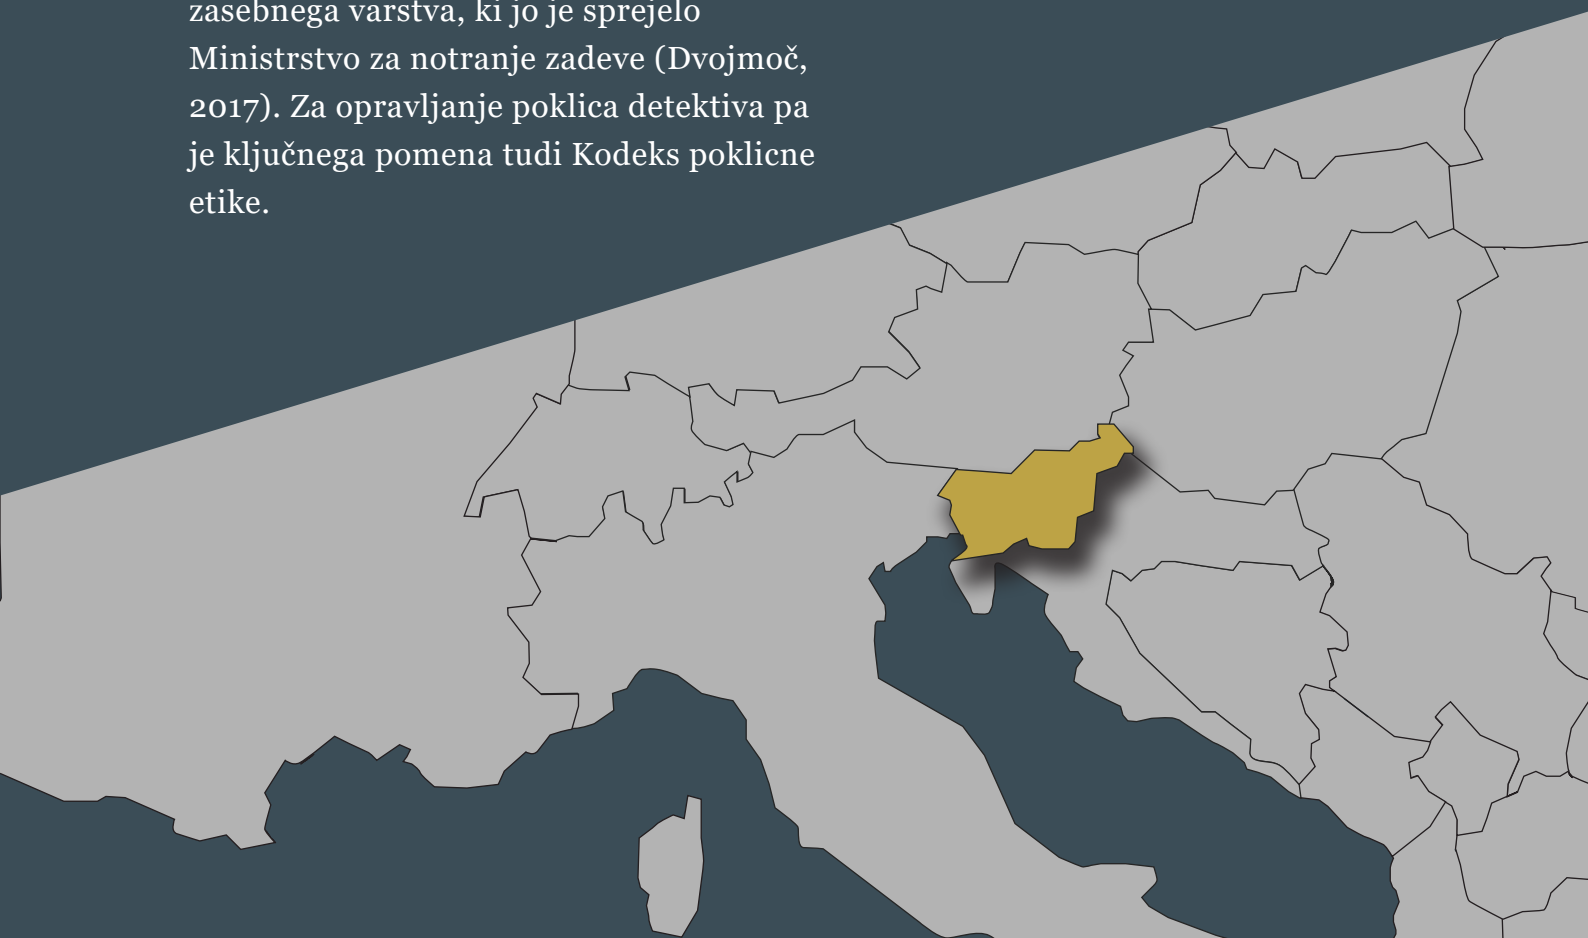 zasebnega varstva, ki jo je sprejelo
Ministrstvo za notranje zadeve (Dvojmoč,
2017). Za opravljanje poklica detektiva pa
je ključnega pomena tudi Kodeks poklicne
etike.